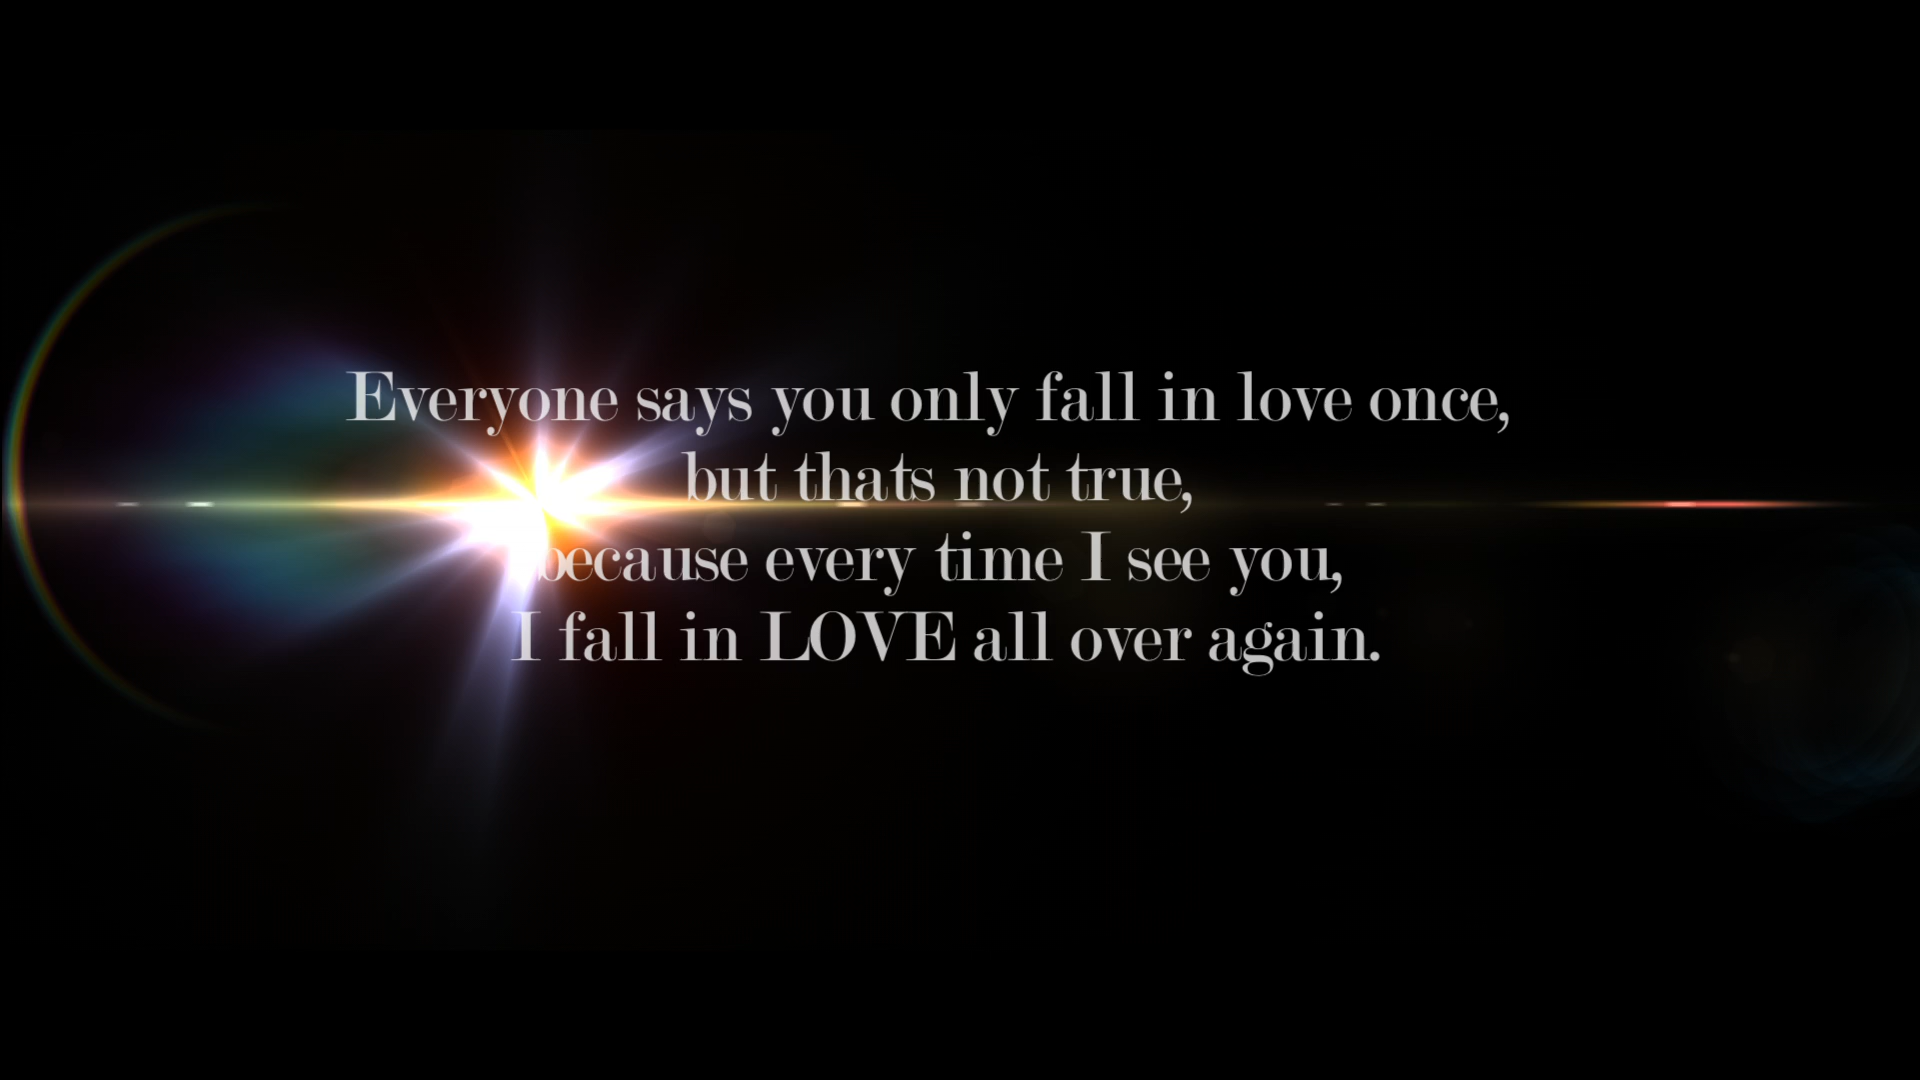 Everyone says you only fall in love once,
but thats not true,
because every time I see you,
I fall in LOVE all over again.